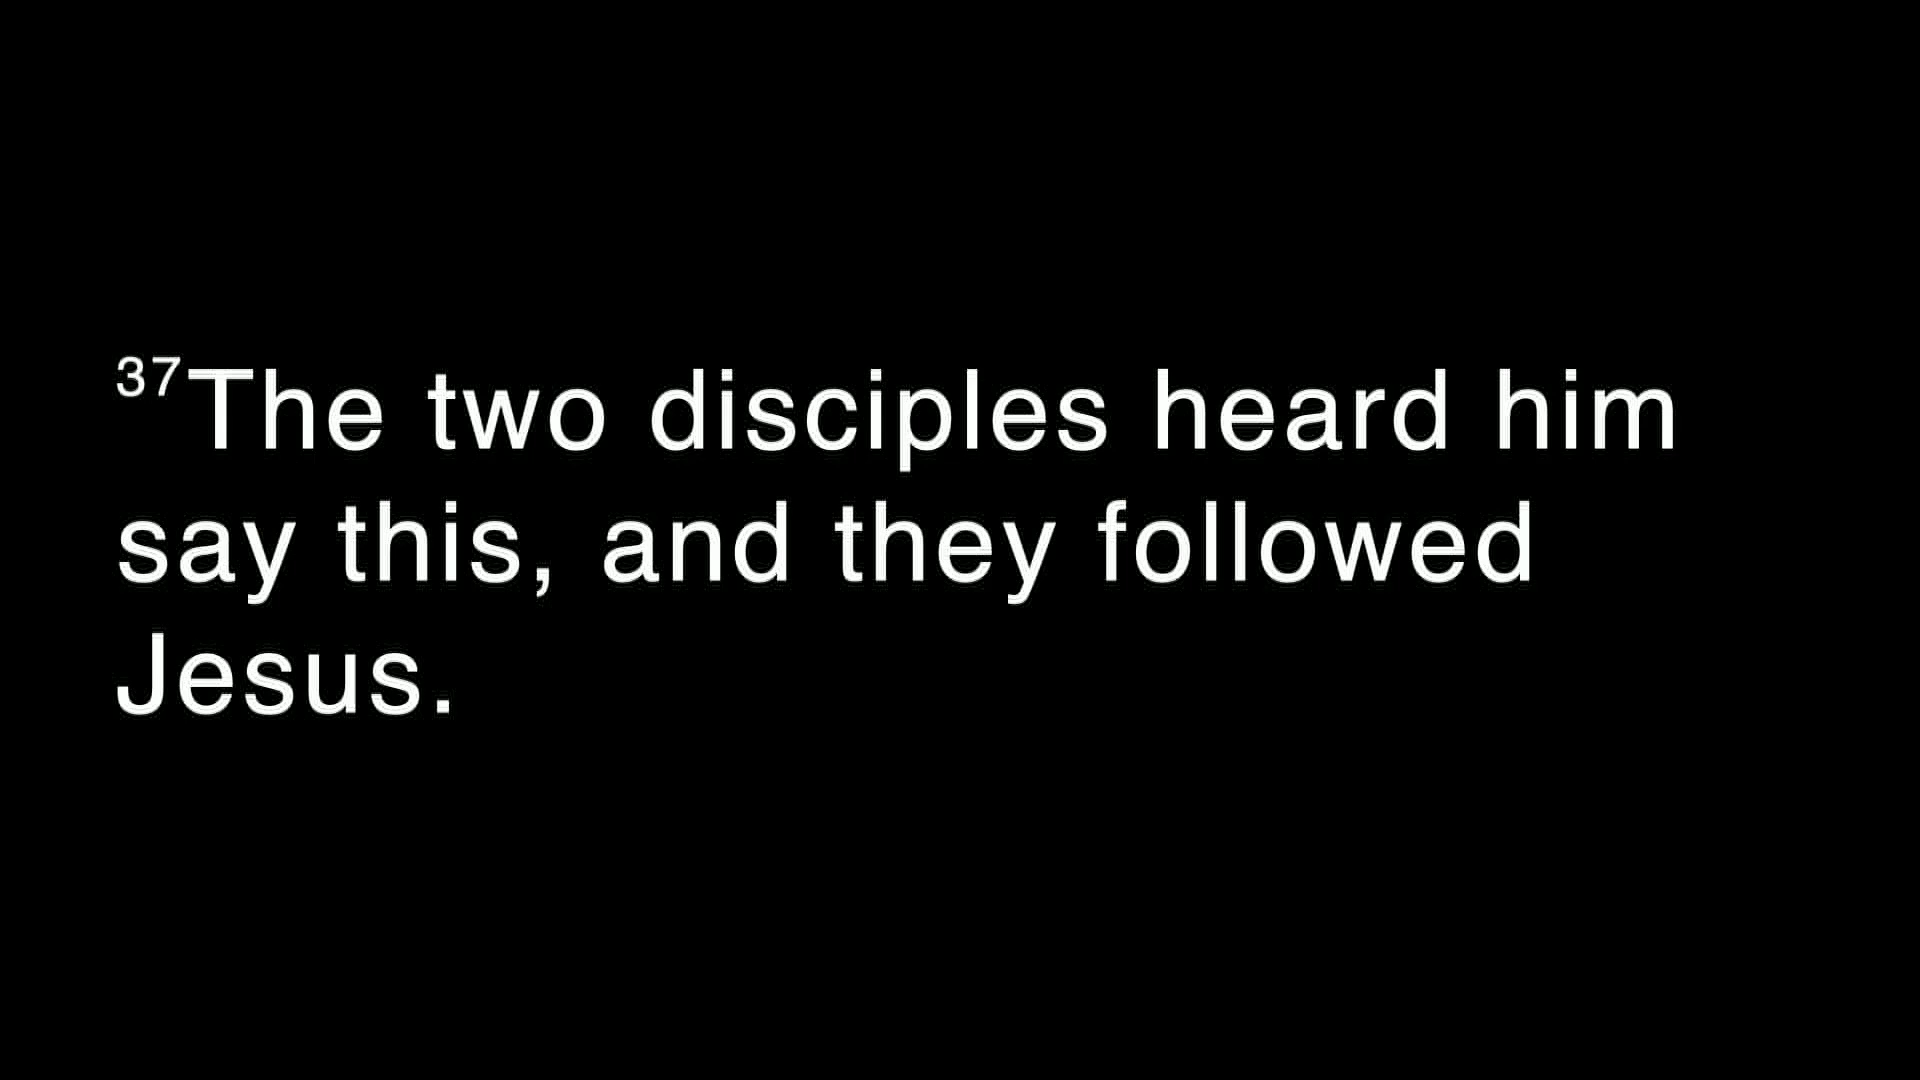 ³⁷The two disciples heard him
say this, and they followed
Jesus.